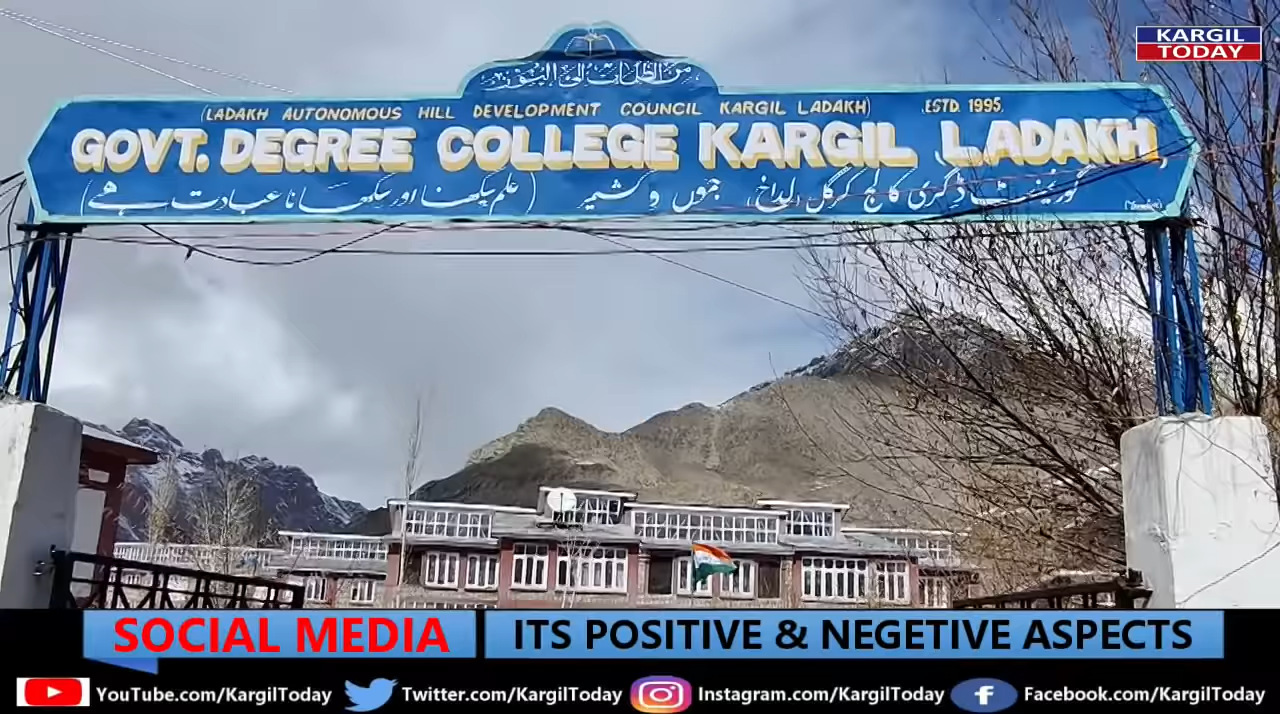 KARGIL
TODAY
من الظلمات إلى النور
(LADAKH AUTONOMOUS HILL DEVELOPMENT COUNCIL KARGIL LADAKH) ESTD. 1995.
GOVT. DEGREE COLLEGE KARGIL LADAKH
گورنمنٹ ڈگری کالج کرگل لداخ، جموں و کشمیر (علم سیکھنا اور سیکھانا عبادت ہے)
SOCIAL MEDIA
ITS POSITIVE & NEGETIVE ASPECTS
YouTube.com/KargilToday
Twitter.com/KargilToday
Instagram.com/KargilToday
Facebook.com/KargilToday